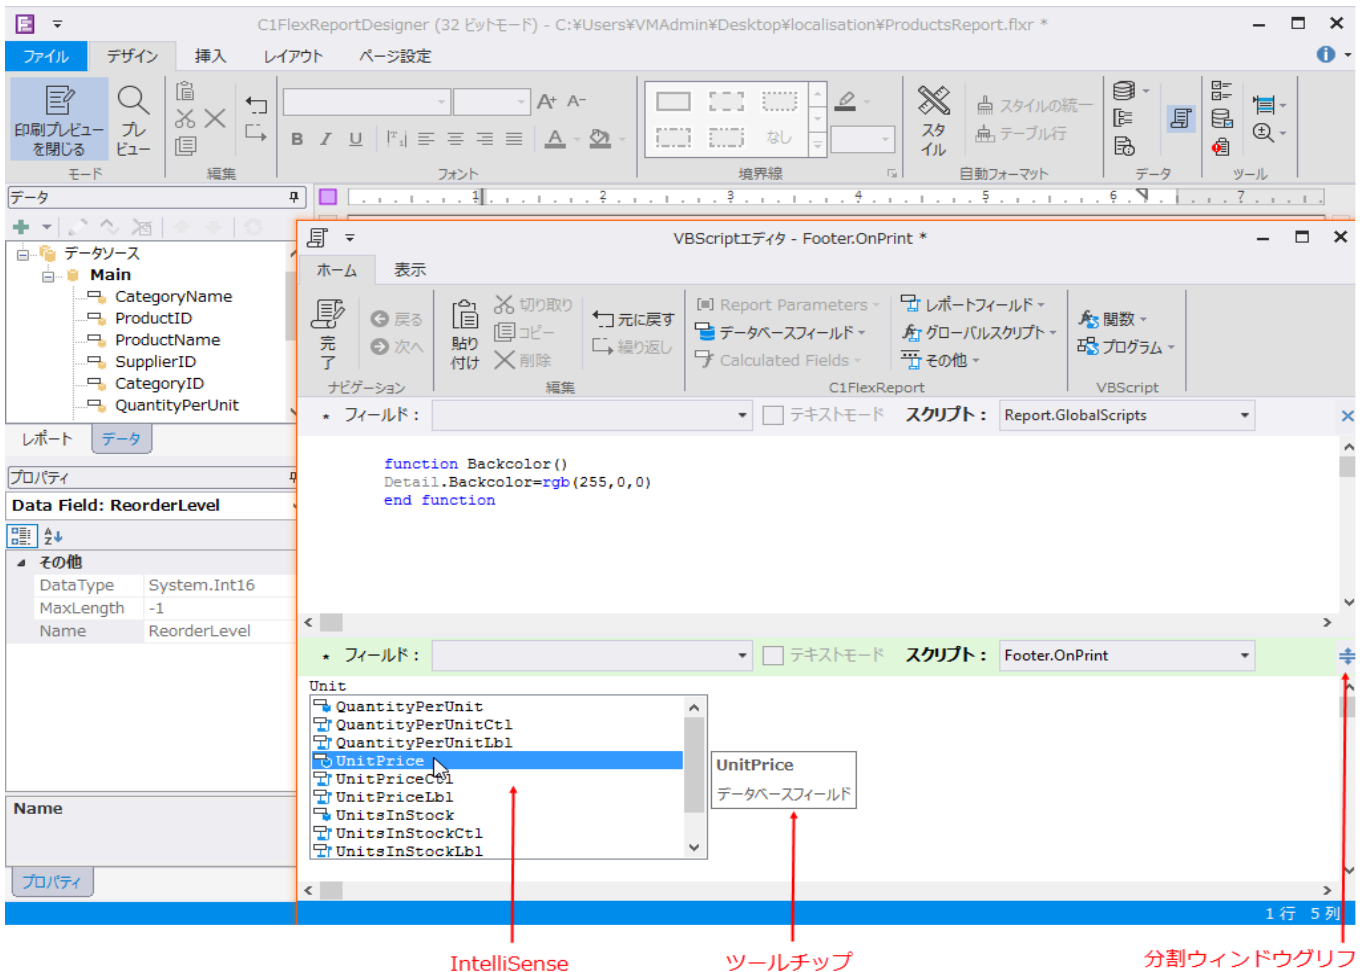 C1FlexReportDesigner (32 ビットモード) - C:¥Users¥VMAdmin¥Desktop¥localisation¥ProductsReport.flxr *
ファイル デザイン 挿入 レイアウト ページ設定
印刷プレビューを閉じる プレビュー
A+ A-
B I U A
なし
スタイル スタイルの統一
テーブル行
モード 編集 フォント 境界線 自動フォーマット データ ツール
データ
1 2 3 4 5 6 7
データソース
Main
CategoryName
ProductID
ProductName
SupplierID
CategoryID
QuantityPerUnit
レポート データ
プロパティ
Data Field: ReorderLevel
その他
DataType System.Int16
MaxLength -1
Name ReorderLevel
Name
プロパティ
VBScriptエディタ - Footer.OnPrint *
ホーム 表示
完了 戻る 次へ
貼り付け 切り取り コピー 削除 元に戻す 繰り返し
Report Parameters レポートフィールド
データベースフィールド グローバルスクリプト
Calculated Fields その他
関数
プログラム
ナビゲーション 編集 C1FlexReport VBScript
* フィールド： テキストモード スクリプト： Report.GlobalScripts
function Backcolor()
Detail.Backcolor=rgb(255,0,0)
end function
* フィールド： テキストモード スクリプト： Footer.OnPrint
Unit
QuantityPerUnit
QuantityPerUnitCtl
QuantityPerUnitLbl
UnitPrice
UnitPriceCtl
UnitPriceLbl
UnitsInStock
UnitsInStockCtl
UnitsInStockLbl
UnitPrice
データベースフィールド
1 行 5 列
IntelliSense ツールチップ 分割ウィンドウグリフ